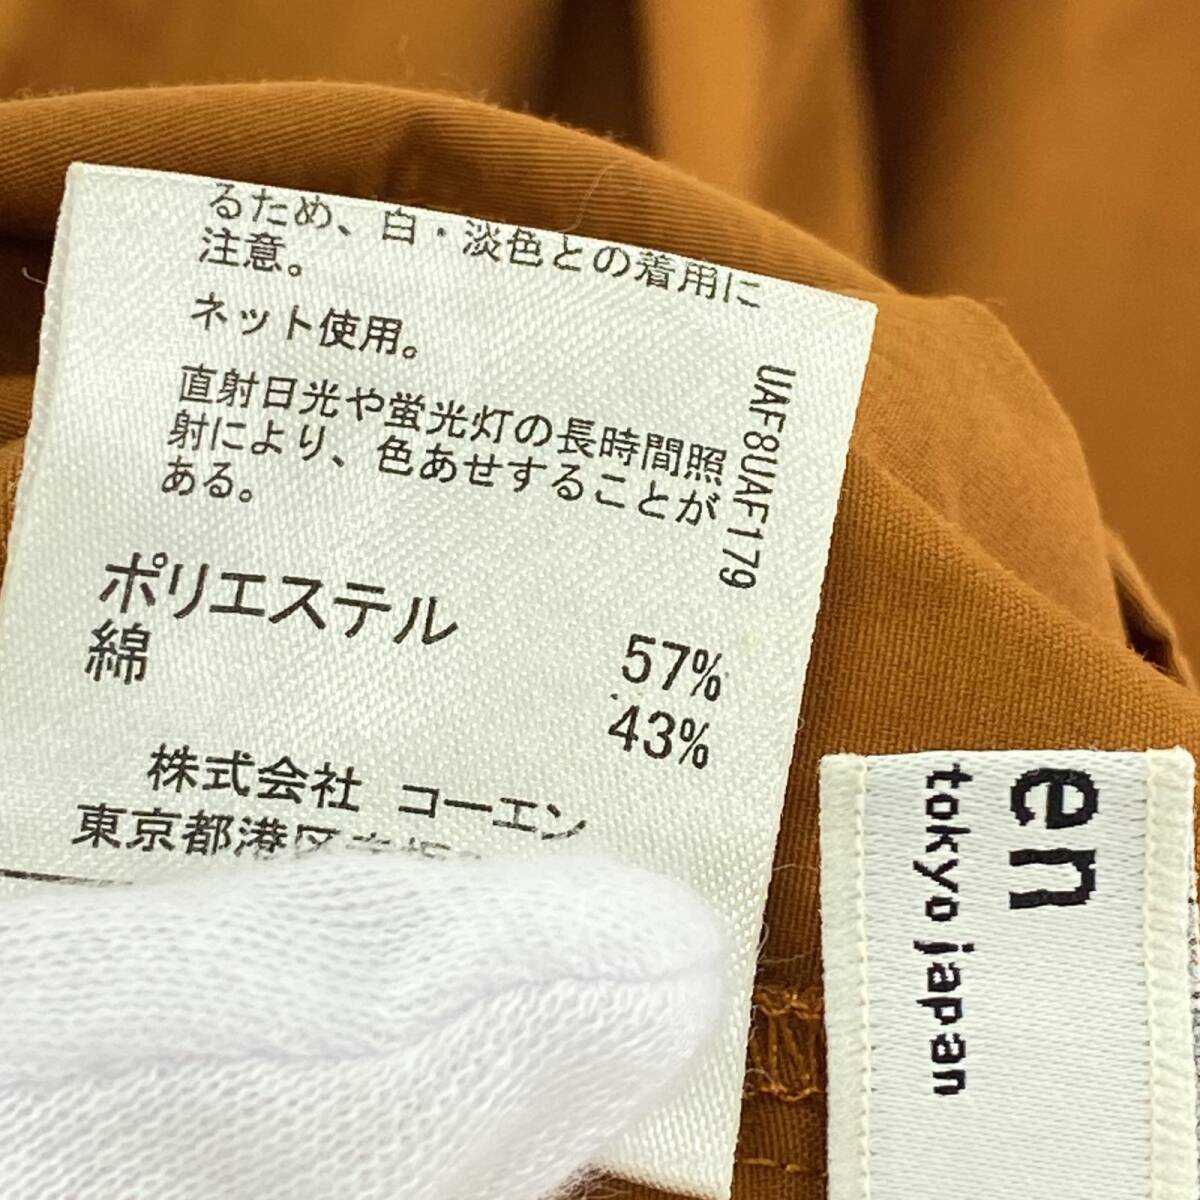 るため、白・淡色との着用に
注意。
ネット使用。
直射日光や蛍光灯の長時間照
射により、色あせすることが
ある。
UAF8UAF179
ポリエステル 57%
綿 43%
株式会社 コーエン
東京都港区
en
tokyo japan